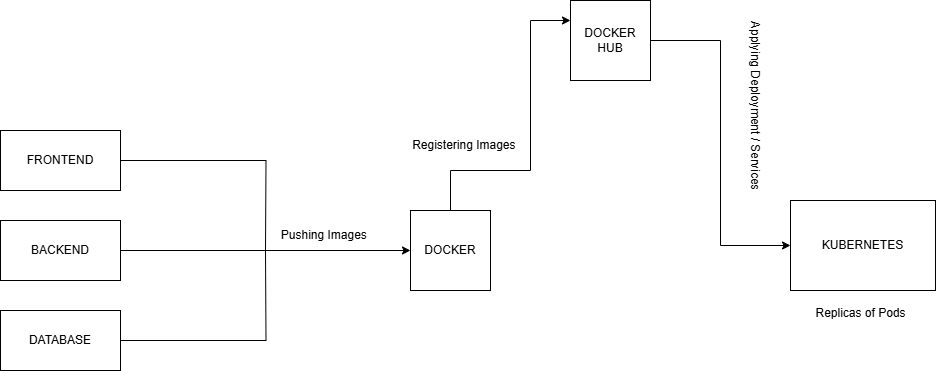 DOCKER
HUB
Applying Deployment / Services
Registering Images
FRONTEND
Pushing Images
BACKEND
DOCKER
KUBERNETES
Replicas of Pods
DATABASE